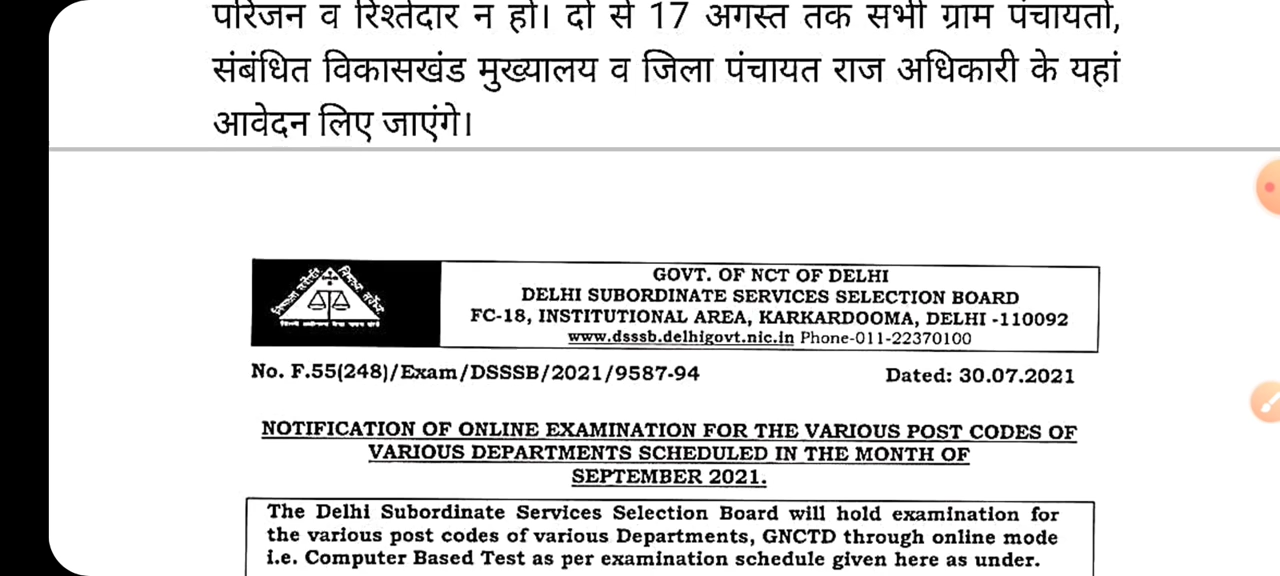 परिजन व रिश्तेदार न हों। दो से 17 अगस्त तक सभी ग्राम पंचायतों,
संबंधित विकासखंड मुख्यालय व जिला पंचायत राज अधिकारी के यहां
आवेदन लिए जाएंगे।
GOVT. OF NCT OF DELHI
DELHI SUBORDINATE SERVICES SELECTION BOARD
FC-18, INSTITUTIONAL AREA, KARKARDOOMA, DELHI -110092
www.dsssb.delhigovt.nic.in Phone-011-22370100
No. F.55(248)/Exam/DSSSB/2021/9587-94 Dated: 30.07.2021
NOTIFICATION OF ONLINE EXAMINATION FOR THE VARIOUS POST CODES OF
VARIOUS DEPARTMENTS SCHEDULED IN THE MONTH OF
SEPTEMBER 2021.
The Delhi Subordinate Services Selection Board will hold examination for
the various post codes of various Departments, GNCTD through online mode
i.e. Computer Based Test as per examination schedule given here as under.